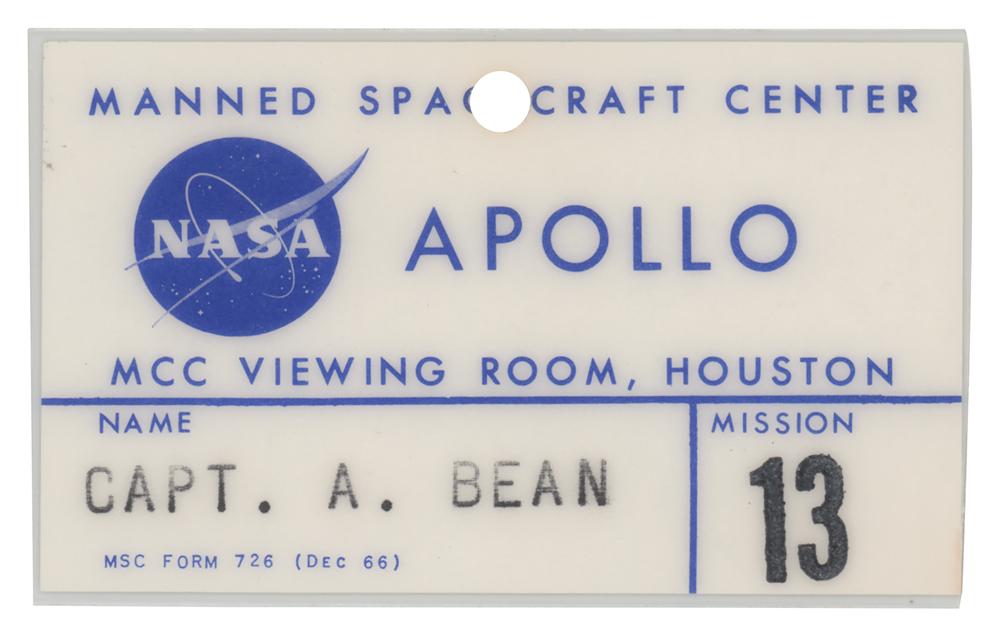 MANNED SPACECRAFT CENTER
NASA
APOLLO
MCC VIEWING ROOM, HOUSTON
NAME
CAPT. A. BEAN
MISSION
13
MSC FORM 726 (DEC 66)